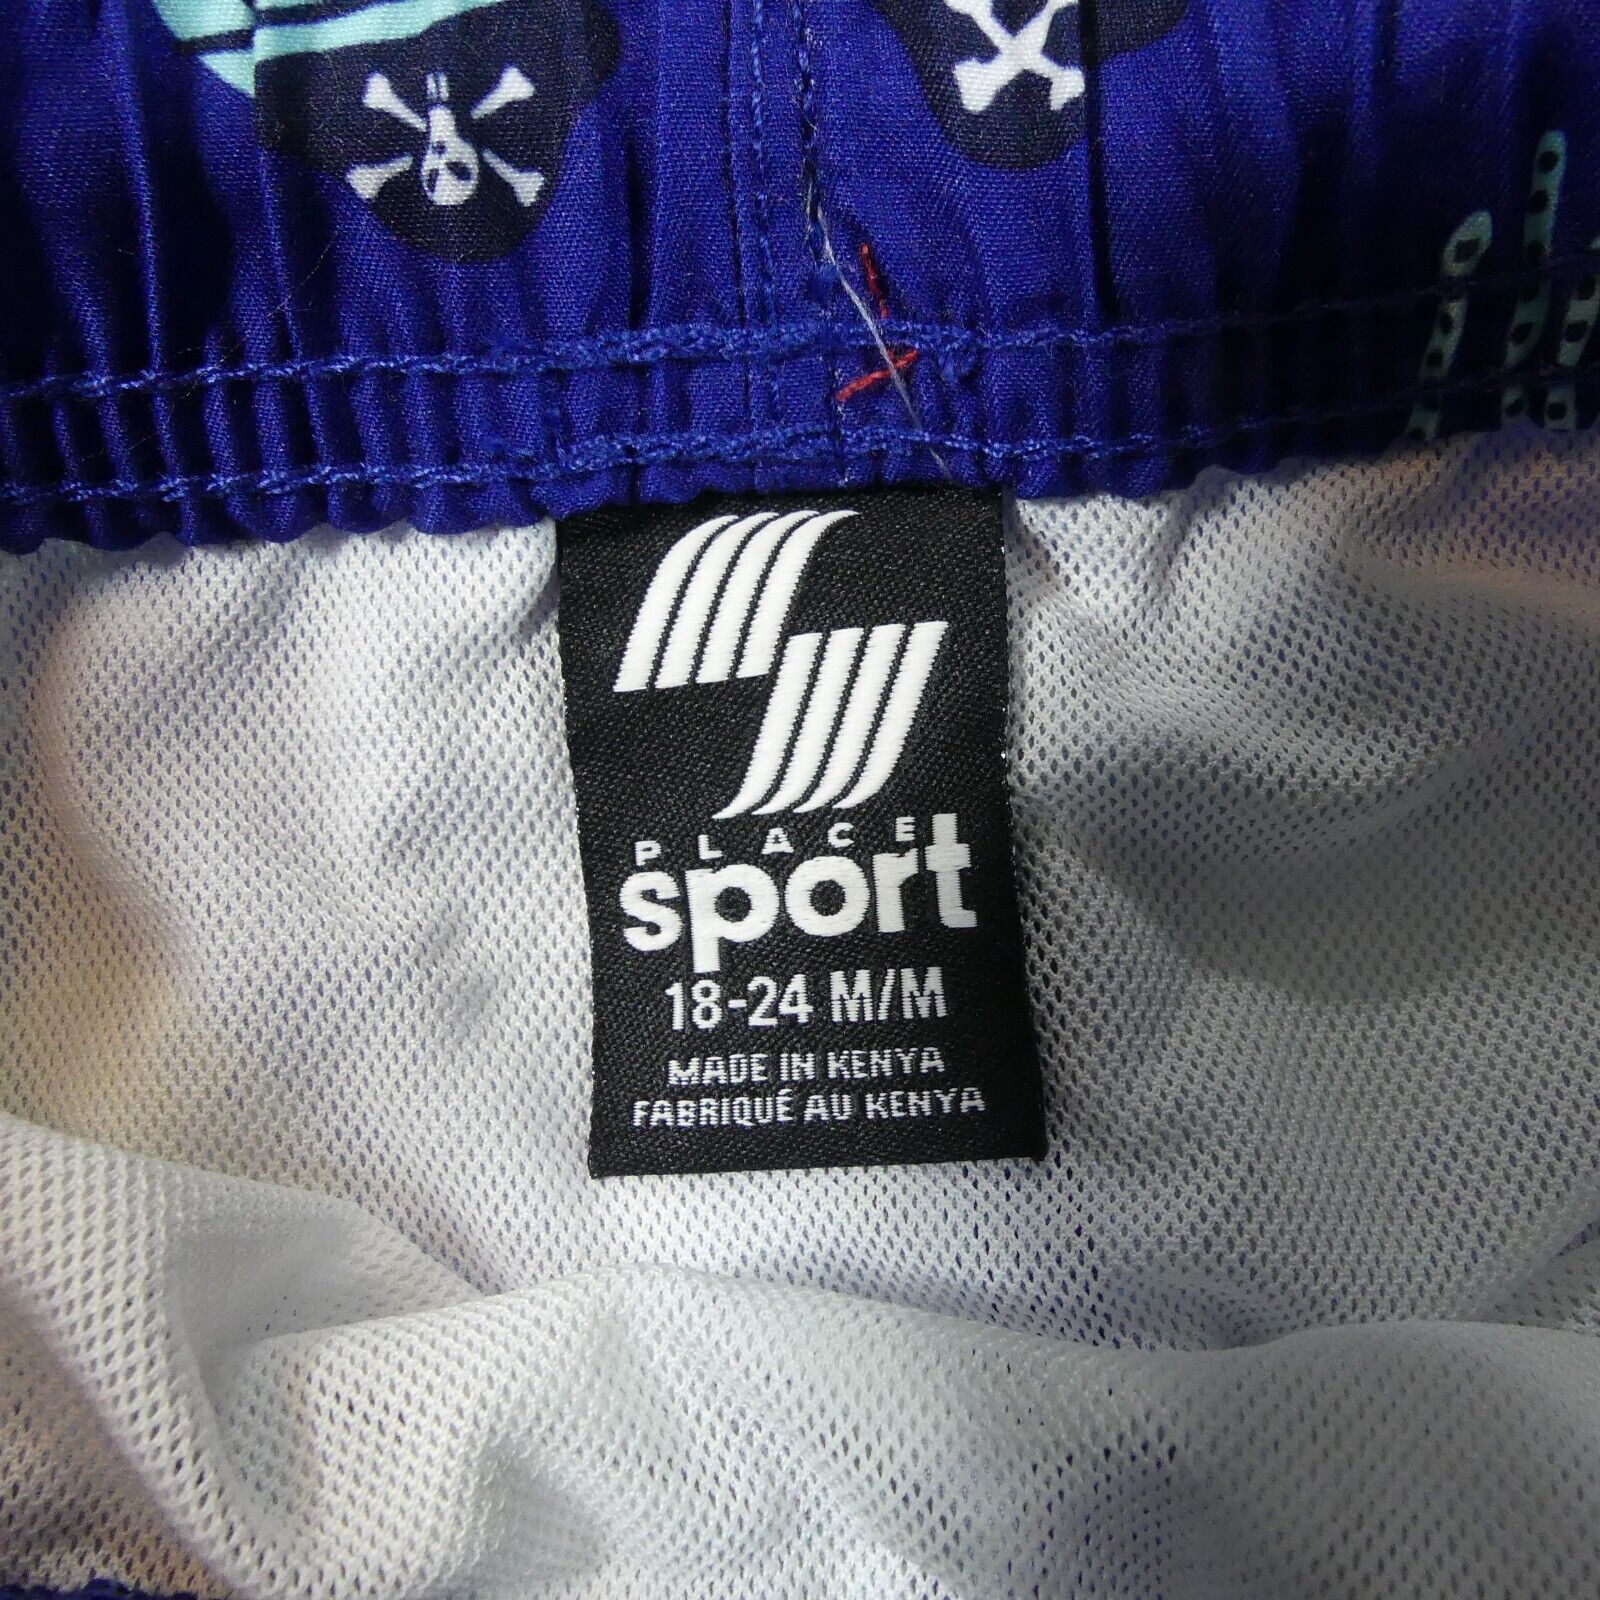 PLACE
sport
18-24 M/M
MADE IN KENYA
FABRIQUÉ AU KENYA